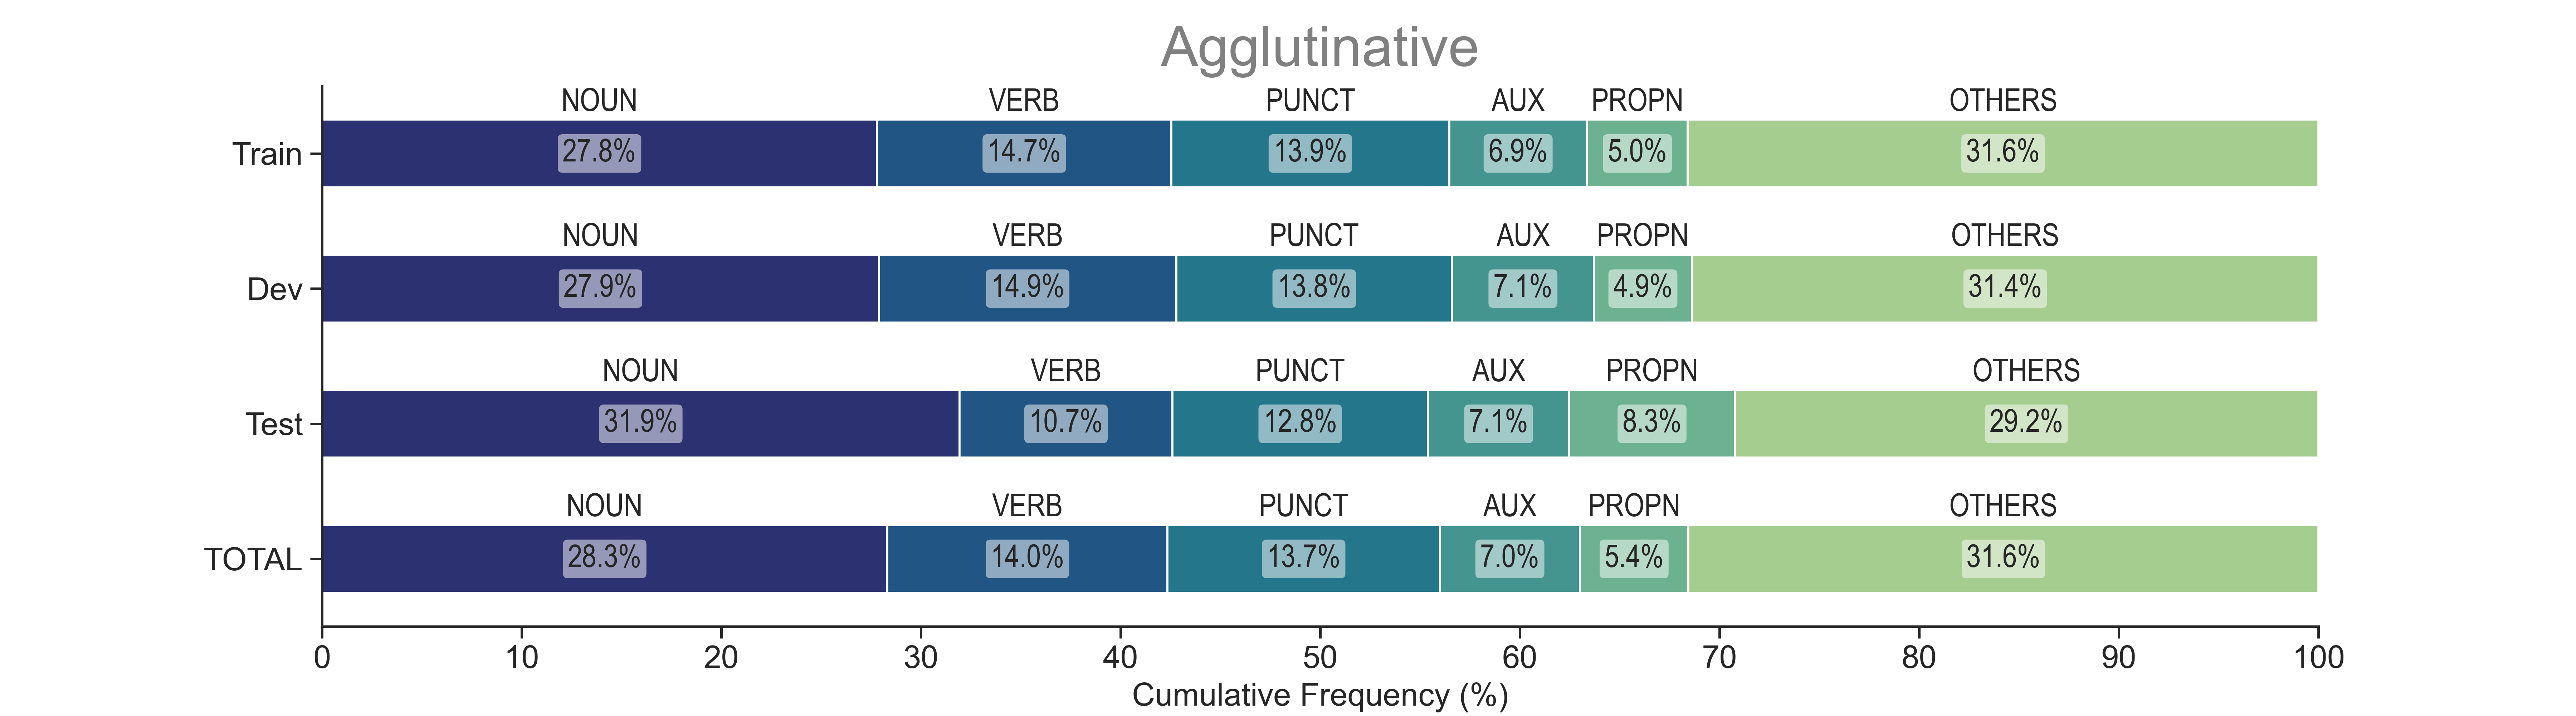 Agglutinative
NOUN VERB PUNCT AUX PROPN OTHERS
Train 27.8% 14.7% 13.9% 6.9% 5.0% 31.6%
NOUN VERB PUNCT AUX PROPN OTHERS
Dev 27.9% 14.9% 13.8% 7.1% 4.9% 31.4%
NOUN VERB PUNCT AUX PROPN OTHERS
Test 31.9% 10.7% 12.8% 7.1% 8.3% 29.2%
NOUN VERB PUNCT AUX PROPN OTHERS
TOTAL 28.3% 14.0% 13.7% 7.0% 5.4% 31.6%
0 10 20 30 40 50 60 70 80 90 100
Cumulative Frequency (%)